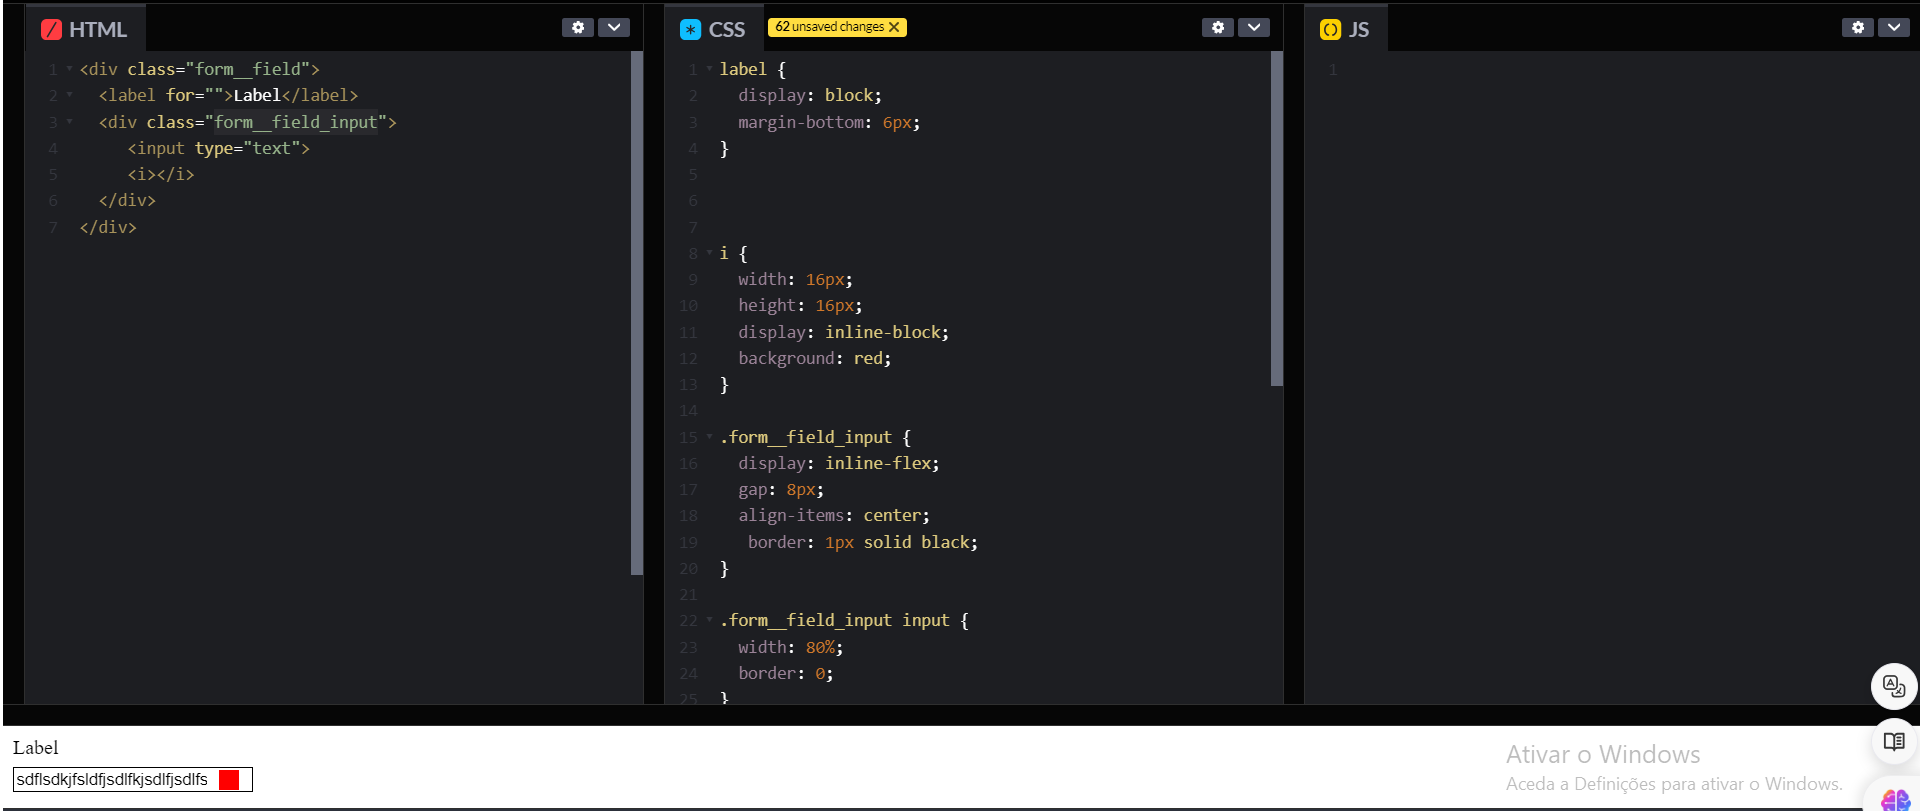 HTML
1 <div class="form__field">
2 <label for="">Label</label>
3 <div class="form__field_input">
4 <input type="text">
5 <i></i>
6 </div>
7 </div>
CSS
62 unsaved changes X
1 label {
2 display: block;
3 margin-bottom: 6px;
4 }
5
6
7
8 i {
9 width: 16px;
10 height: 16px;
11 display: inline-block;
12 background: red;
13 }
14
15 .form__field_input {
16 display: inline-flex;
17 gap: 8px;
18 align-items: center;
19 border: 1px solid black;
20 }
21
22 .form__field_input input {
23 width: 80%;
24 border: 0;
25 }
JS
1
Label
sdflsdkjfsldfjsdlfkjsdlfjsdlfs
Ativar o Windows
Aceda a Definições para ativar o Windows.